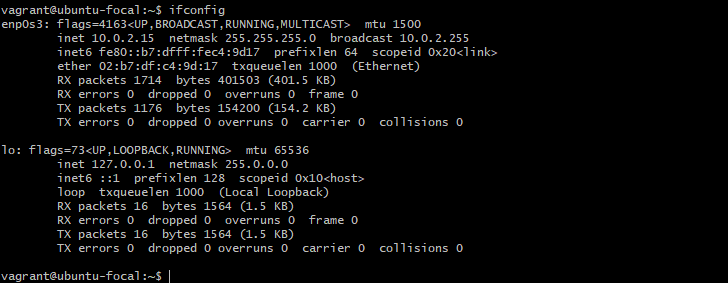 vagrant@ubuntu-focal:~$ ifconfig
enp0s3: flags=4163<UP,BROADCAST,RUNNING,MULTICAST>  mtu 1500
        inet 10.0.2.15  netmask 255.255.255.0  broadcast 10.0.2.255
        inet6 fe80::b7:dfff:fec4:9d17  prefixlen 64  scopeid 0x20<link>
        ether 02:b7:df:c4:9d:17  txqueuelen 1000  (Ethernet)
        RX packets 1714  bytes 401503 (401.5 KB)
        RX errors 0  dropped 0  overruns 0  frame 0
        TX packets 1176  bytes 154200 (154.2 KB)
        TX errors 0  dropped 0 overruns 0  carrier 0  collisions 0

lo: flags=73<UP,LOOPBACK,RUNNING>  mtu 65536
        inet 127.0.0.1  netmask 255.0.0.0
        inet6 ::1  prefixlen 128  scopeid 0x10<host>
        loop  txqueuelen 1000  (Local Loopback)
        RX packets 16  bytes 1564 (1.5 KB)
        RX errors 0  dropped 0  overruns 0  frame 0
        TX packets 16  bytes 1564 (1.5 KB)
        TX errors 0  dropped 0 overruns 0  carrier 0  collisions 0

vagrant@ubuntu-focal:~$